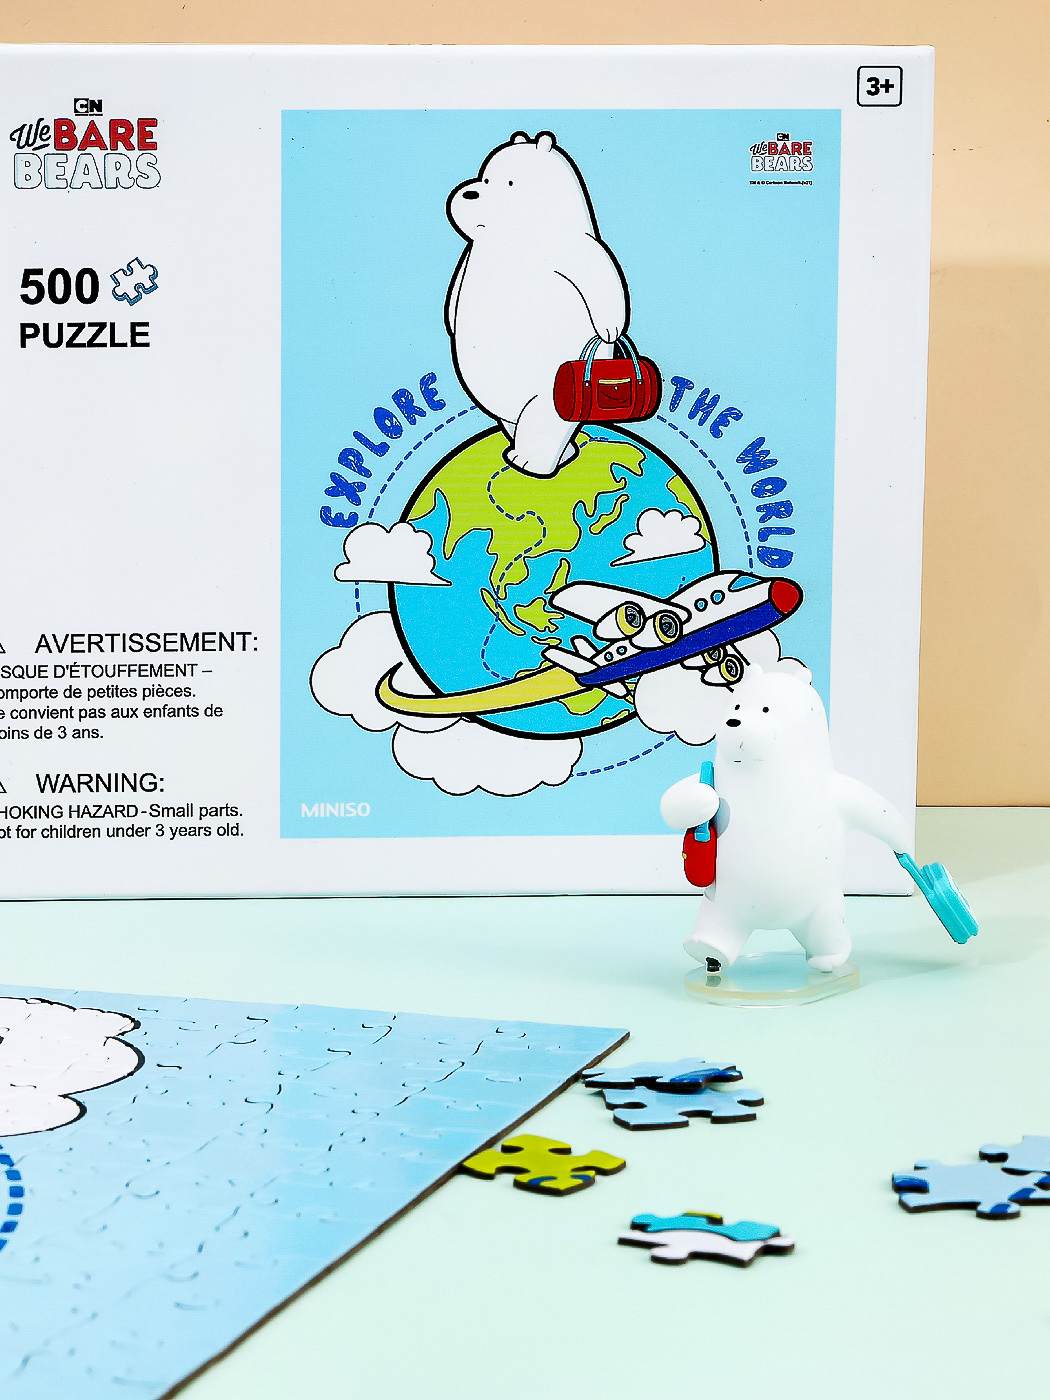 3+
CN
We BARE
BEARS
500
PUZZLE
CN
We BARE
BEARS
EXPLORE THE WORLD
AVERTISSEMENT:
SQUE D'ÉTOUFFEMENT –
omporte de petites pièces.
e convient pas aux enfants de
oins de 3 ans.
WARNING:
HOKING HAZARD-Small parts.
ot for children under 3 years old.
MINISO